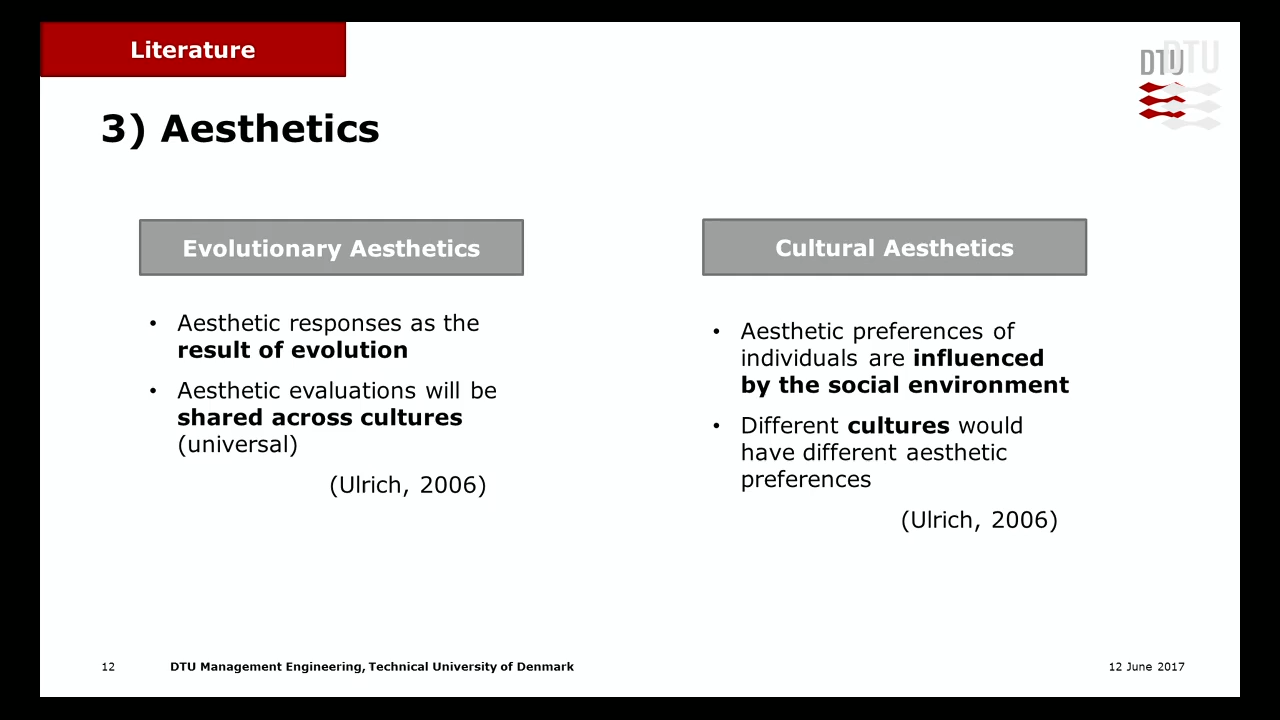 Literature
DTU
3) Aesthetics
Evolutionary Aesthetics
• Aesthetic responses as the
result of evolution
• Aesthetic evaluations will be
shared across cultures
(universal)
(Ulrich, 2006)
Cultural Aesthetics
• Aesthetic preferences of
individuals are influenced
by the social environment
• Different cultures would
have different aesthetic
preferences
(Ulrich, 2006)
12 DTU Management Engineering, Technical University of Denmark 12 June 2017